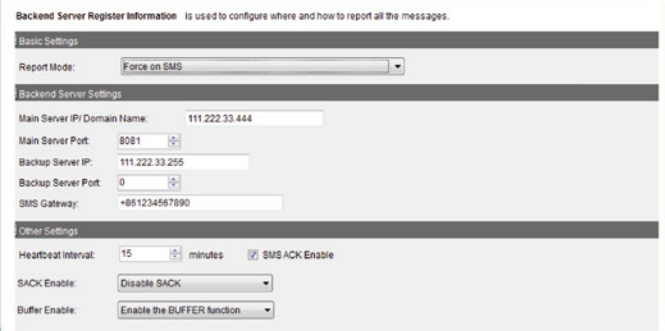 Backend Server Register Information is used to configure where and how to report all the messages.
Basic Settings
Report Mode: Force on SMS
Backend Server Settings
Main Server IP/ Domain Name: 111.222.33.444
Main Server Port: 8081
Backup Server IP: 111.222.33.255
Backup Server Port: 0
SMS Gateway: +861234567890
Other Settings
Heartbeat Interval: 15 minutes SMS ACK Enable
SACK Enable: Disable SACK
Buffer Enable: Enable the BUFFER function